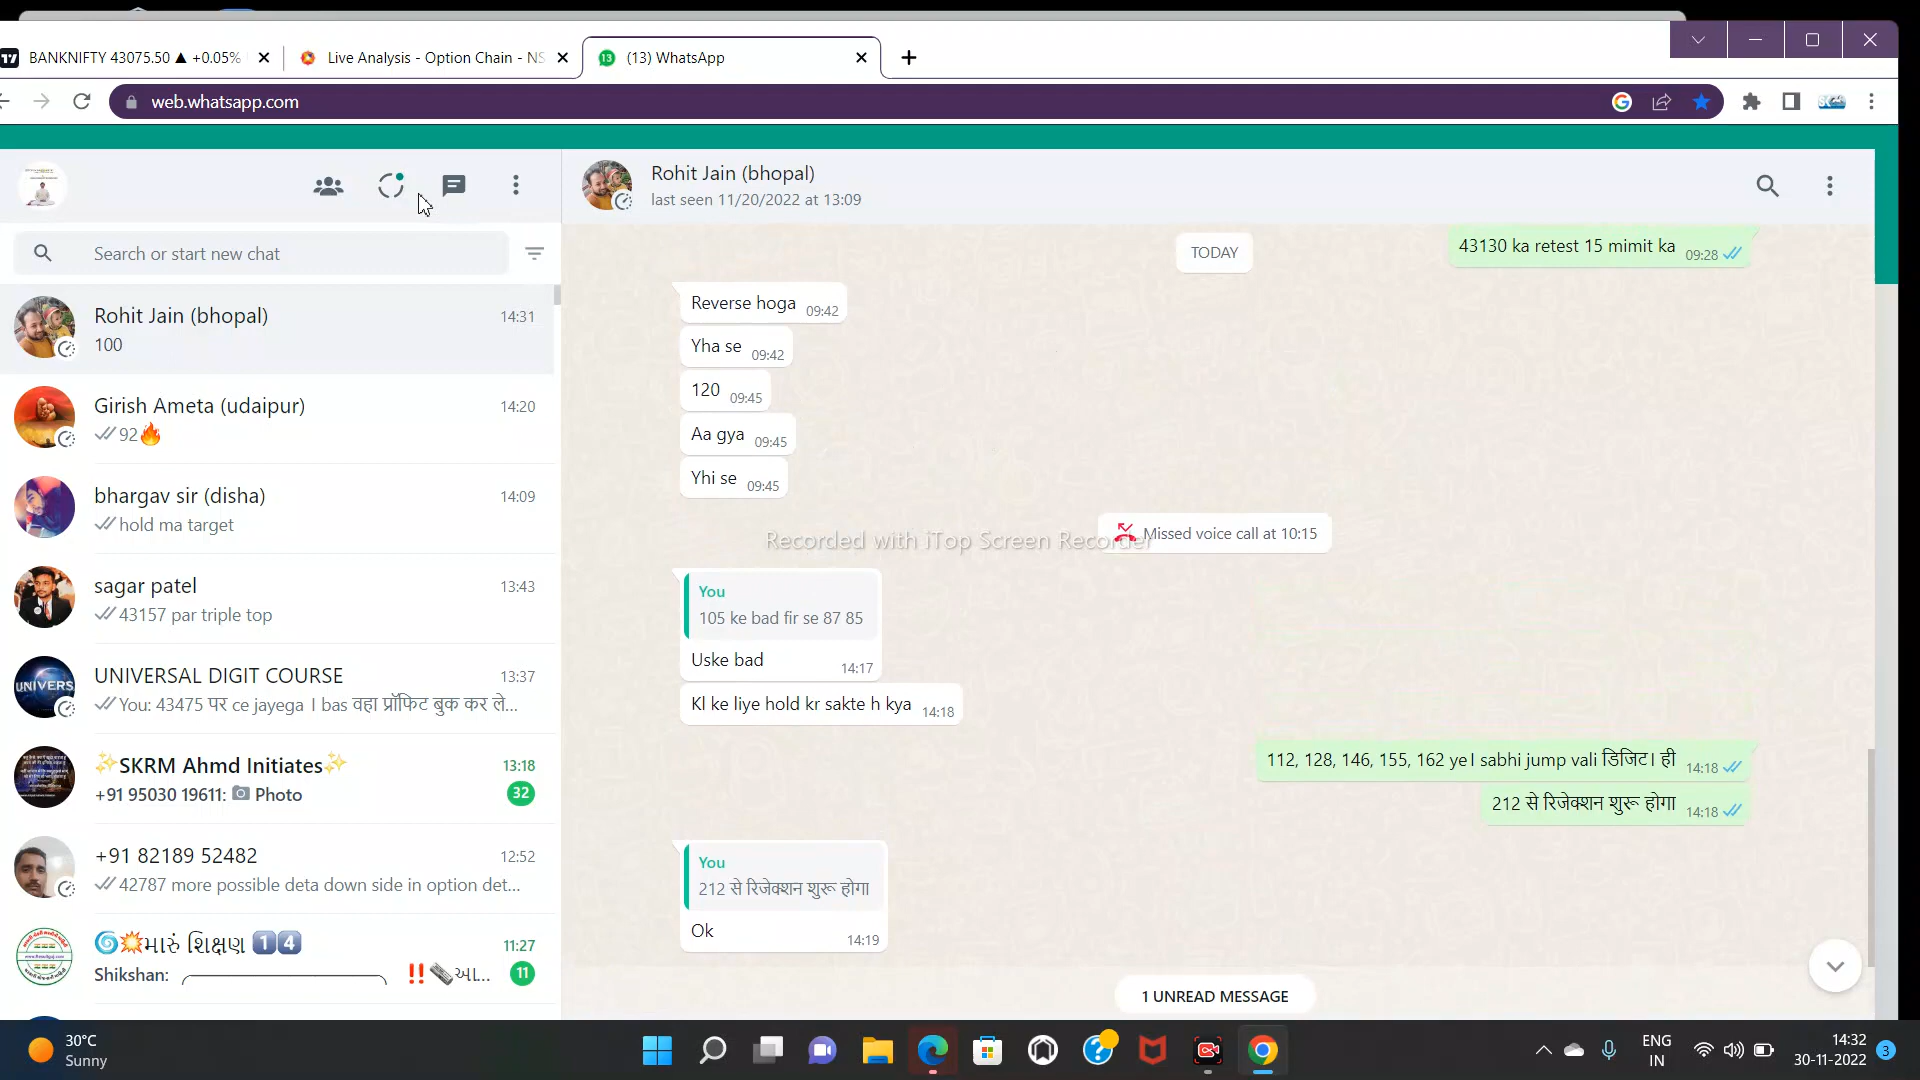 BANKNIFTY 43075.50 ▲ +0.05%
Live Analysis - Option Chain - NS
(13) WhatsApp
web.whatsapp.com
Search or start new chat
Rohit Jain (bhopal) 14:31
100
Girish Ameta (udaipur) 14:20
92🔥
bhargav sir (disha) 14:09
hold ma target
sagar patel 13:43
43157 par triple top
UNIVERSAL DIGIT COURSE 13:37
You: 43475 पर ce jayega । bas वहा प्रॉफिट बुक कर ले...
✨SKRM Ahmd Initiates✨ 13:18
+91 95030 19611: Photo 32
+91 82189 52482 12:52
42787 more possible deta down side in option det...
🌀💥મારું શિક્ષણ 1️⃣4️⃣ 11:27
Shikshan: ‼️ આ... 11
UNIVERS
Rohit Jain (bhopal)
last seen 11/20/2022 at 13:09
43130 ka retest 15 mimit ka 09:28
TODAY
Reverse hoga 09:42
Yha se 09:42
120 09:45
Aa gya 09:45
Yhi se 09:45
Missed voice call at 10:15
Recorded with iTop Screen Recorder
You
105 ke bad fir se 87 85
Uske bad 14:17
Kl ke liye hold kr sakte h kya 14:18
112, 128, 146, 155, 162 ye। sabhi jump vali डिजिट। ही 14:18
212 से रिजेक्शन शुरू होगा 14:18
You
212 से रिजेक्शन शुरू होगा
Ok 14:19
1 UNREAD MESSAGE
30°C
Sunny
ENG
IN
14:32
30-11-2022 3